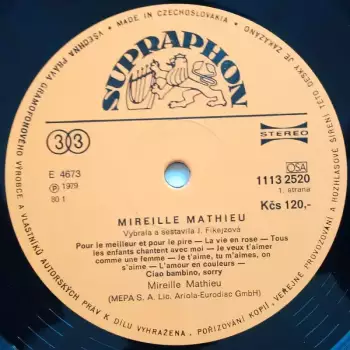 VŠECHNA PRÁVA GRAMOFONOVÉHO VÝROBCE A VLASTNÍKŮ AUTORSKÝCH PRÁV K DÍLU VYHRAZENA. POŘIZOVÁNÍ KOPIÍ, VEŘEJNÉ PROVOZOVÁNÍ A ROZHLASOVÉ ŠÍŘENÍ TÉTO DESKY JE ZAKÁZÁNO
• MADE IN CZECHOSLOVAKIA •
SUPRAPHON
33
STEREO
E 4673
Ⓟ 1979
80 1
OSA
1113 2520
1. strana
Kčs 120,-
MIREILLE MATHIEU
Vybrala a sestavila J. Fikejzová
Pour le meilleur et pour le pire — La vie en rose — Tous
les enfants chantent avec moi — Je veux t'aimer
comme une femme — Je t'aime, tu m'aimes, on
s'aime — L'amour en couleurs —
Ciao bambino, sorry
Mireille Mathieu
(MEPA S. A. Lic. Ariola-Eurodisc GmbH)